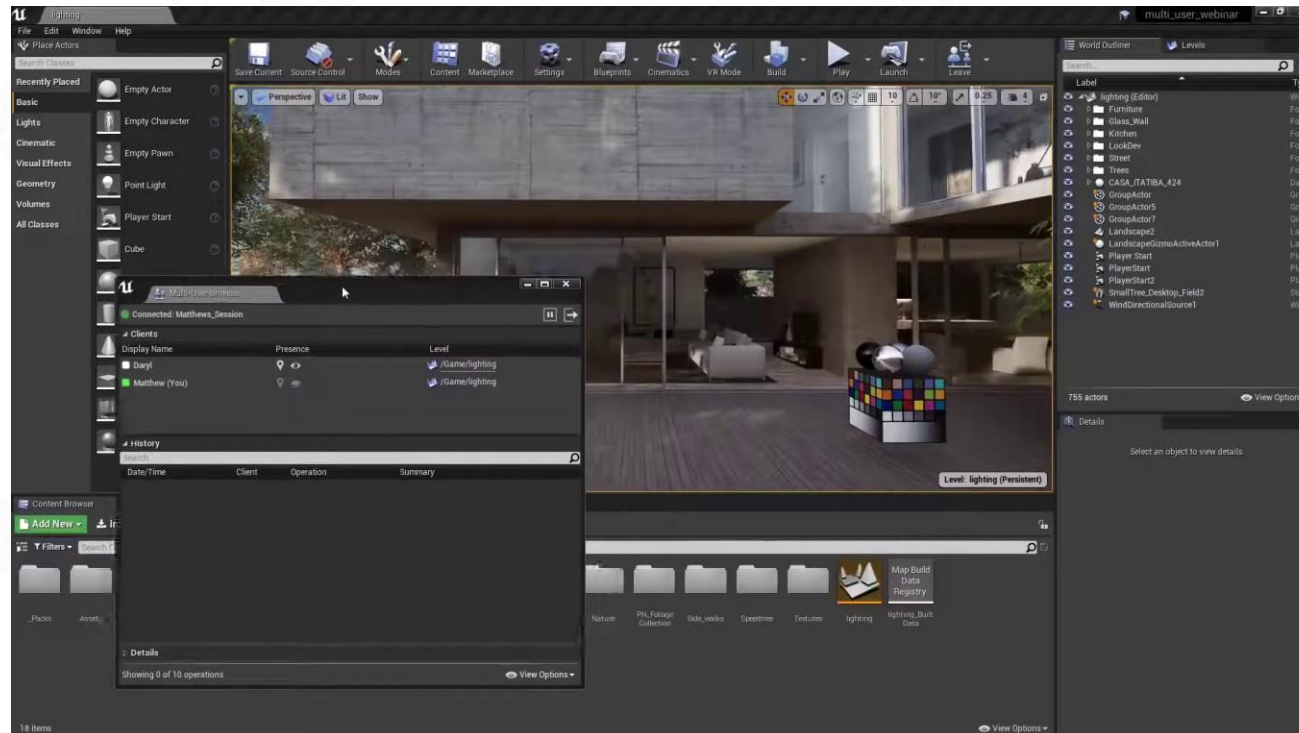 lighting
multi_user_webinar
File Edit Window Help
Place Actors
Search Classes
Recently Placed
Basic
Lights
Cinematic
Visual Effects
Geometry
Volumes
All Classes
Empty Actor
Empty Character
Empty Pawn
Point Light
Player Start
Cube
Save Current Source Control Modes Content Marketplace Settings Blueprints Cinematics VR Mode Build Play Launch Leave
Perspective Lit Show 10 10° 0.25 4
Level: lighting (Persistent)
Multi-User Browser
Connected: Matthews_Session
Clients
Display Name Presence Level
Daryl /Game/lighting
Matthew (You) /Game/lighting
History
Search
Date/Time Client Operation Summary
Details
Showing 0 of 10 operations View Options
World Outliner Levels
Search...
Label
lighting (Editor)
Furniture
Glass_Wall
Kitchen
LookDev
Street
Trees
CASA_ITATIBA_424
GroupActor
GroupActor5
GroupActor7
Landscape2
LandscapeGizmoActiveActor1
Player Start
PlayerStart
PlayerStart2
SmallTree_Desktop_Field2
WindDirectionalSource1
755 actors View Option
Details
Select an object to view details.
Content Browser
Add New
Filters
_Packs
Nature
PN_Foliage
Collection
Side_walks
Speedtree
Textures
lighting
Map Build
Data
Registry
lighting_Built
Data
18 items View Options